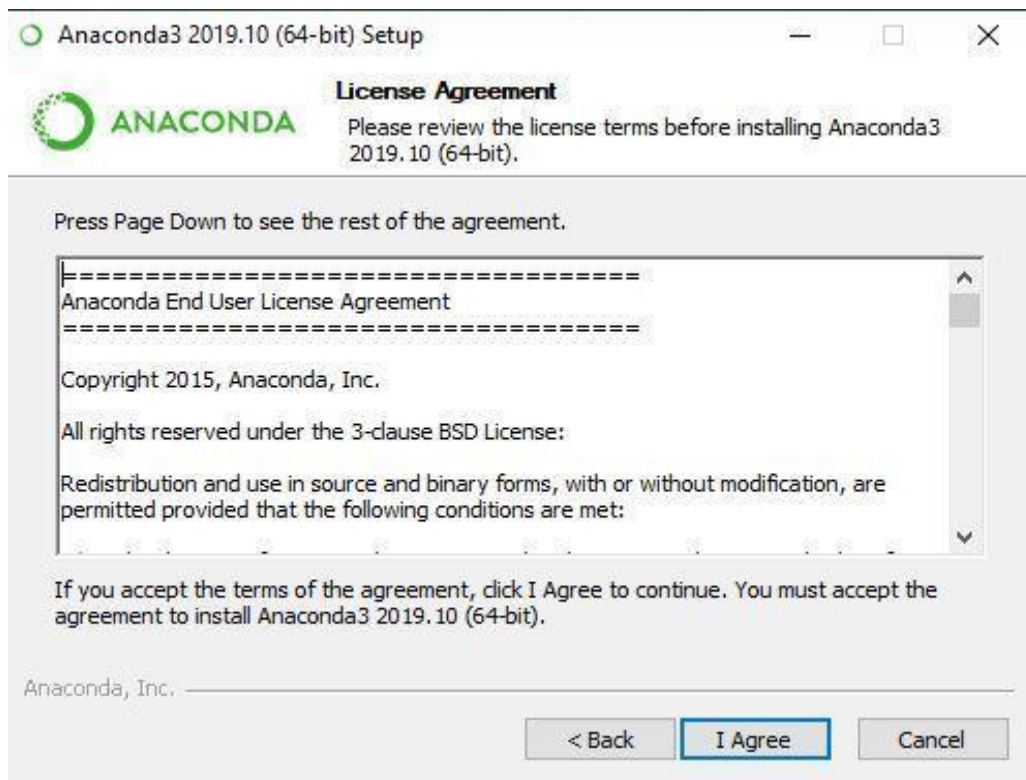 Anaconda3 2019.10 (64-bit) Setup
ANACONDA
License Agreement
Please review the license terms before installing Anaconda3
2019.10 (64-bit).
Press Page Down to see the rest of the agreement.
===================================
Anaconda End User License Agreement
===================================
Copyright 2015, Anaconda, Inc.
All rights reserved under the 3-clause BSD License:
Redistribution and use in source and binary forms, with or without modification, are
permitted provided that the following conditions are met:
If you accept the terms of the agreement, click I Agree to continue. You must accept the
agreement to install Anaconda3 2019.10 (64-bit).
Anaconda, Inc.
< Back
I Agree
Cancel